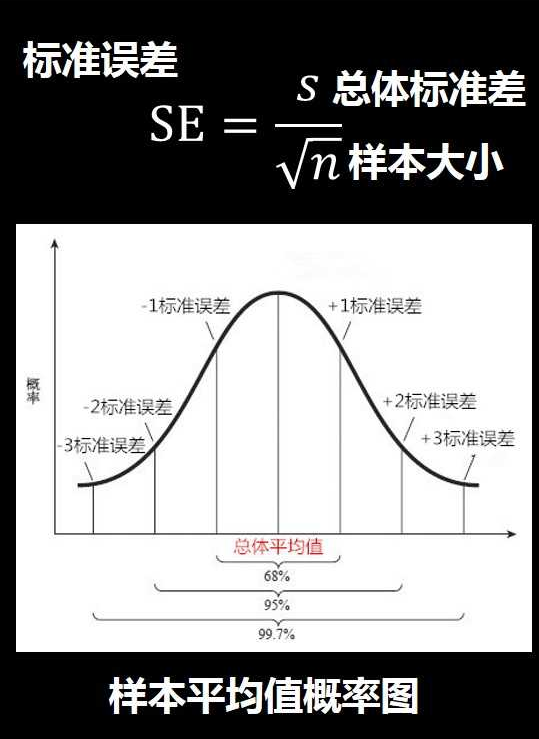 标准误差
SE = s/√n
总体标准差
样本大小
-1标准误差
+1标准误差
概率
-2标准误差
+2标准误差
-3标准误差
+3标准误差
总体平均值
68%
95%
99.7%
样本平均值概率图